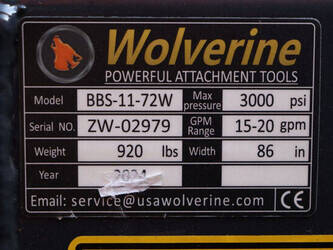 Wolverine
POWERFUL ATTACHMENT TOOLS
Model BBS-11-72W Max pressure 3000 psi
Serial NO. ZW-02979 GPM Range 15-20 gpm
Weight 920 lbs Width 86 in
Year 2024
Email: service@usawolverine.com CE